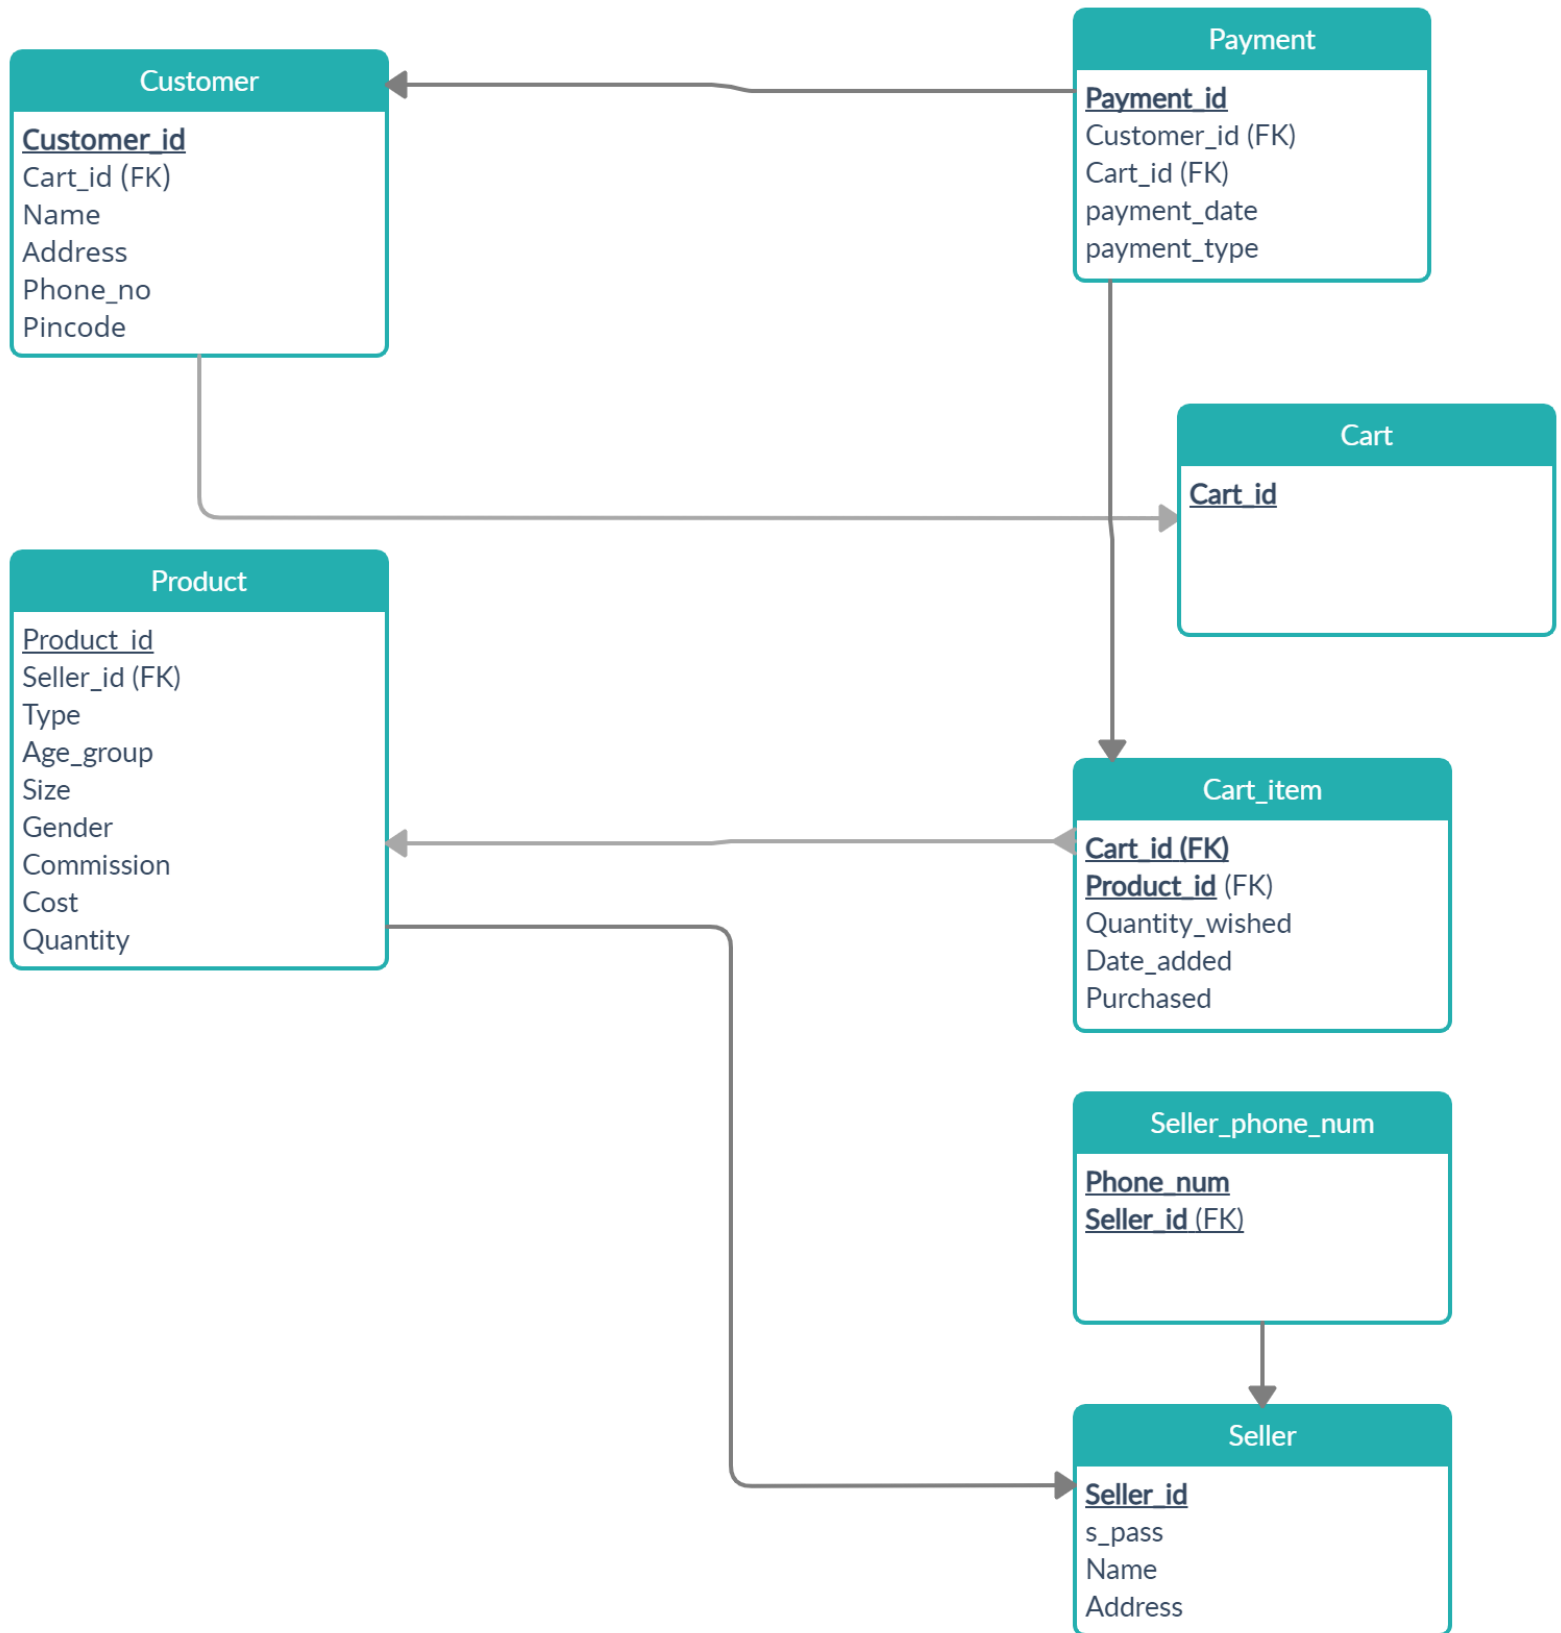 Customer
Customer_id
Cart_id (FK)
Name
Address
Phone_no
Pincode
Payment
Payment_id
Customer_id (FK)
Cart_id (FK)
payment_date
payment_type
Cart
Cart_id
Product
Product_id
Seller_id (FK)
Type
Age_group
Size
Gender
Commission
Cost
Quantity
Cart_item
Cart_id (FK)
Product_id (FK)
Quantity_wished
Date_added
Purchased
Seller_phone_num
Phone_num
Seller_id (FK)
Seller
Seller_id
s_pass
Name
Address